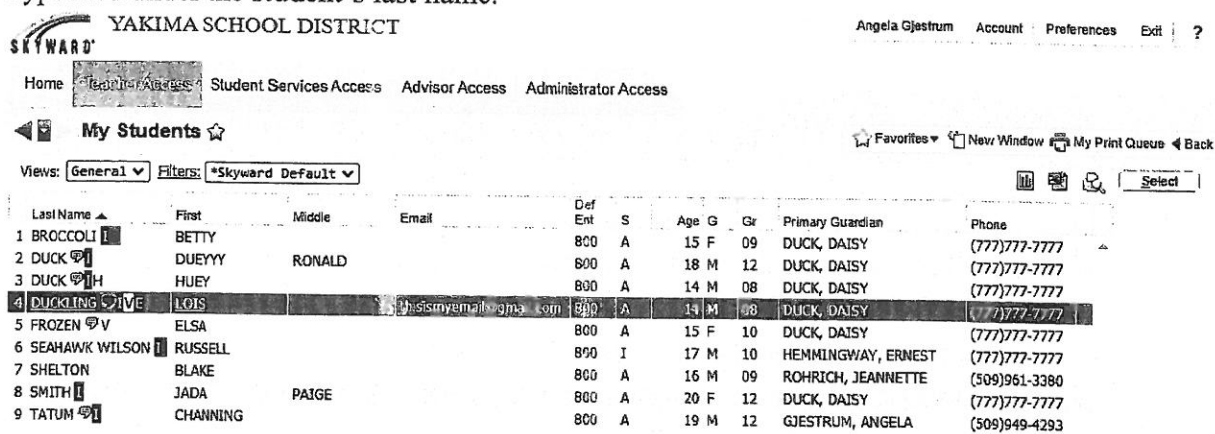 under the student's last name.
YAKIMA SCHOOL DISTRICT
SKYWARD
Angela Gjestrum Account Preferences Exit ?
Home Teacher Access Student Services Access Advisor Access Administrator Access
My Students
Favorites New Window My Print Queue Back
Views: General Filters: *Skyward Default
Select
Last Name First Middle Email Def Ent S Age G Gr Primary Guardian Phone
1 BROCCOLI I BETTY 800 A 15 F 09 DUCK, DAISY (777)777-7777
2 DUCK I DUEYYY RONALD 800 A 18 M 12 DUCK, DAISY (777)777-7777
3 DUCK I H HUEY 800 A 14 M 08 DUCK, DAISY (777)777-7777
4 DUCKLING I V E LOIS 800 A 14 M 08 DUCK, DAISY (777)777-7777
5 FROZEN V ELSA 800 A 15 F 10 DUCK, DAISY (777)777-7777
6 SEAHAWK WILSON I RUSSELL 800 I 17 M 10 HEMMINGWAY, ERNEST (777)777-7777
7 SHELTON BLAKE 800 A 16 M 09 ROHRICH, JEANNETTE (509)961-3380
8 SMITH I JADA PAIGE 800 A 20 F 12 DUCK, DAISY (777)777-7777
9 TATUM I CHANNING 800 A 19 M 12 GJESTRUM, ANGELA (509)949-4293